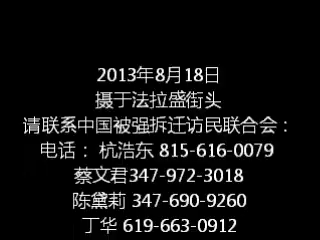 2013年8月18日
摄于法拉盛街头
请联系中国被强拆迁访民联合会：
电话： 杭浩东 815-616-0079
蔡文君347-972-3018
陈黛莉 347-690-9260
丁华 619-663-0912